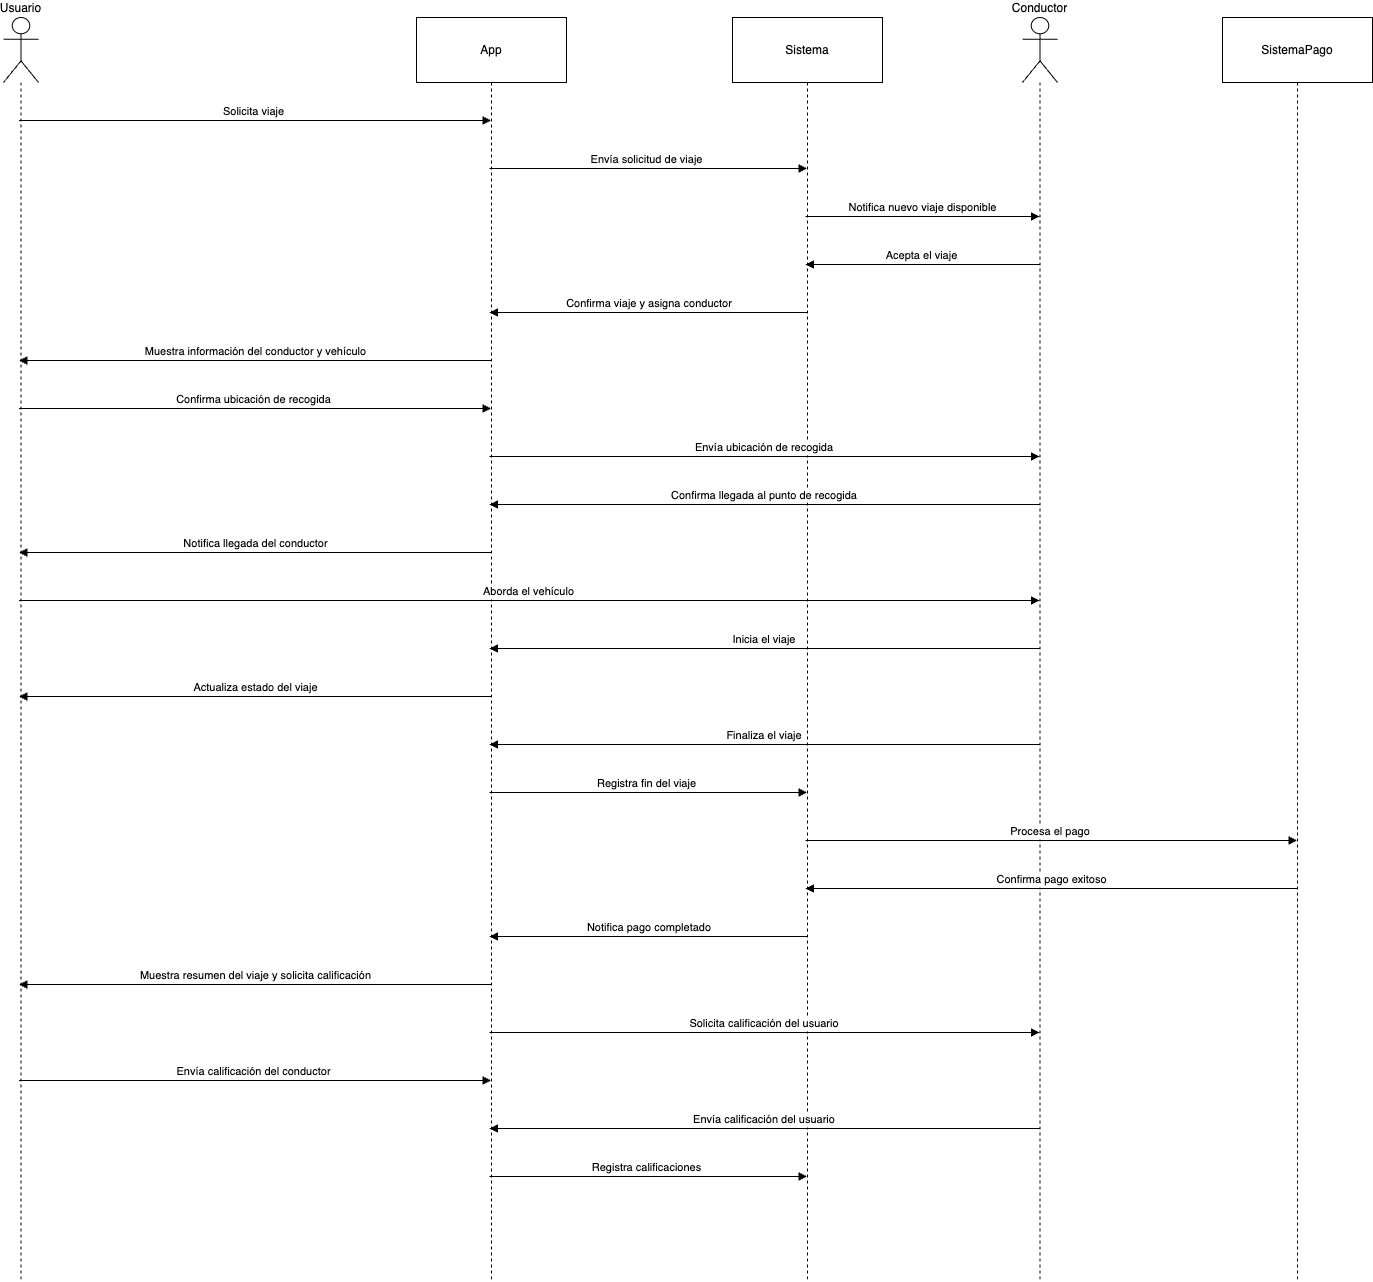 Usuario
App
Sistema
Conductor
SistemaPago
Solicita viaje
Envía solicitud de viaje
Notifica nuevo viaje disponible
Acepta el viaje
Confirma viaje y asigna conductor
Muestra información del conductor y vehículo
Confirma ubicación de recogida
Envía ubicación de recogida
Confirma llegada al punto de recogida
Notifica llegada del conductor
Aborda el vehículo
Inicia el viaje
Actualiza estado del viaje
Finaliza el viaje
Registra fin del viaje
Procesa el pago
Confirma pago exitoso
Notifica pago completado
Muestra resumen del viaje y solicita calificación
Solicita calificación del usuario
Envía calificación del conductor
Envía calificación del usuario
Registra calificaciones